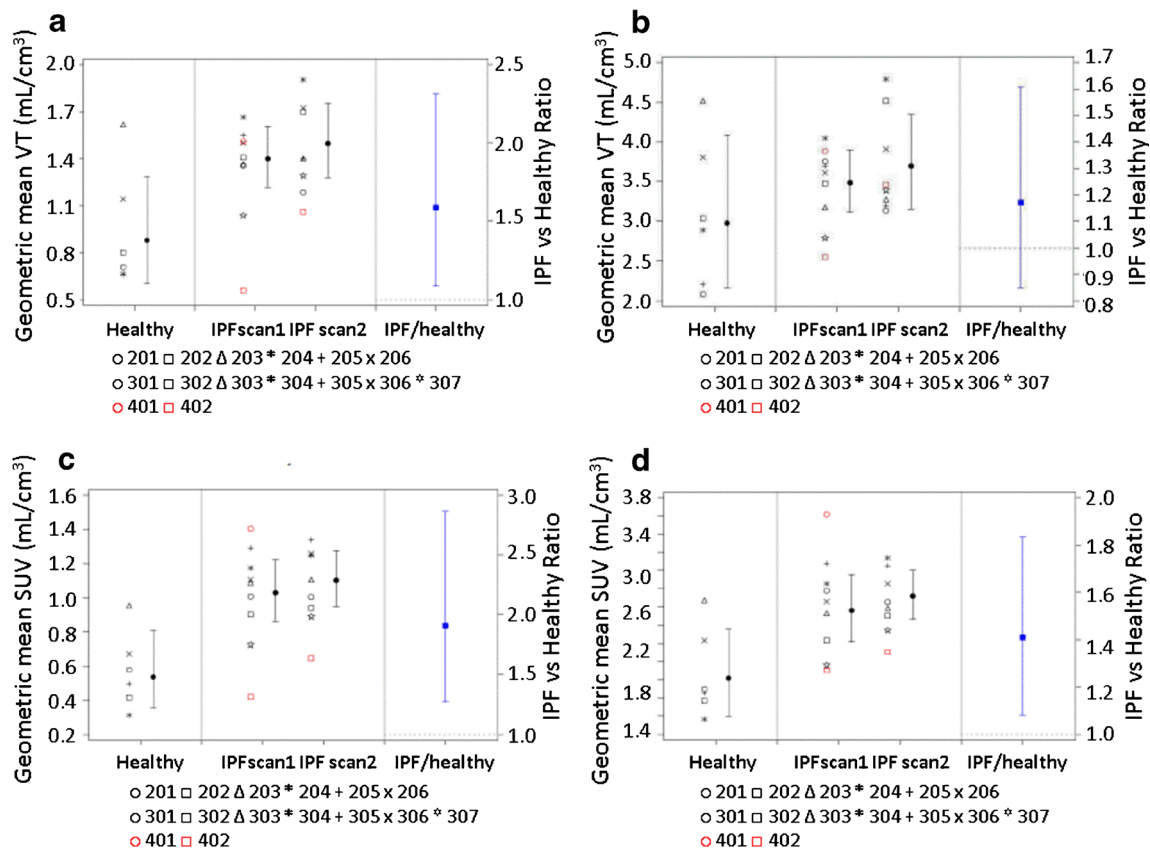 a
Geometric mean VT (mL/cm³)
2.0
1.7
1.4
1.1
0.8
0.5
2.5
2.0
1.5
1.0
IPF vs Healthy Ratio
Healthy IPFscan1 IPF scan2 IPF/healthy
○ 201 □ 202 Δ 203 * 204 + 205 x 206
○ 301 □ 302 Δ 303 * 304 + 305 x 306 ☆ 307
○ 401 □ 402
b
Geometric mean VT (mL/cm³)
5.0
4.5
4.0
3.5
3.0
2.5
2.0
1.7
1.6
1.5
1.4
1.3
1.2
1.1
1.0
0.9
0.8
IPF vs Healthy Ratio
Healthy IPFscan1 IPF scan2 IPF/healthy
○ 201 □ 202 Δ 203 * 204 + 205 x 206
○ 301 □ 302 Δ 303 * 304 + 305 x 306 ☆ 307
○ 401 □ 402
c
Geometric mean SUV (mL/cm³)
1.6
1.4
1.2
1.0
0.8
0.6
0.4
0.2
3.0
2.5
2.0
1.5
1.0
IPF vs Healthy Ratio
Healthy IPFscan1 IPF scan2 IPF/healthy
○ 201 □ 202 Δ 203 * 204 + 205 x 206
○ 301 □ 302 Δ 303 * 304 + 305 x 306 ☆ 307
○ 401 □ 402
d
Geometric mean SUV (mL/cm³)
3.8
3.4
3.0
2.6
2.2
1.8
1.4
2.0
1.8
1.6
1.4
1.2
1.0
IPF vs Healthy Ratio
Healthy IPFscan1 IPF scan2 IPF/healthy
○ 201 □ 202 Δ 203 * 204 + 205 x 206
○ 301 □ 302 Δ 303 * 304 + 305 x 306 ☆ 307
○ 401 □ 402